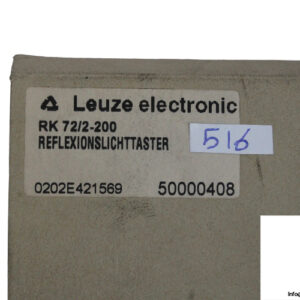 Leuze electronic
RK 72/2-200
REFLEXIONSLICHTTASTER
516
0202E421569 50000408